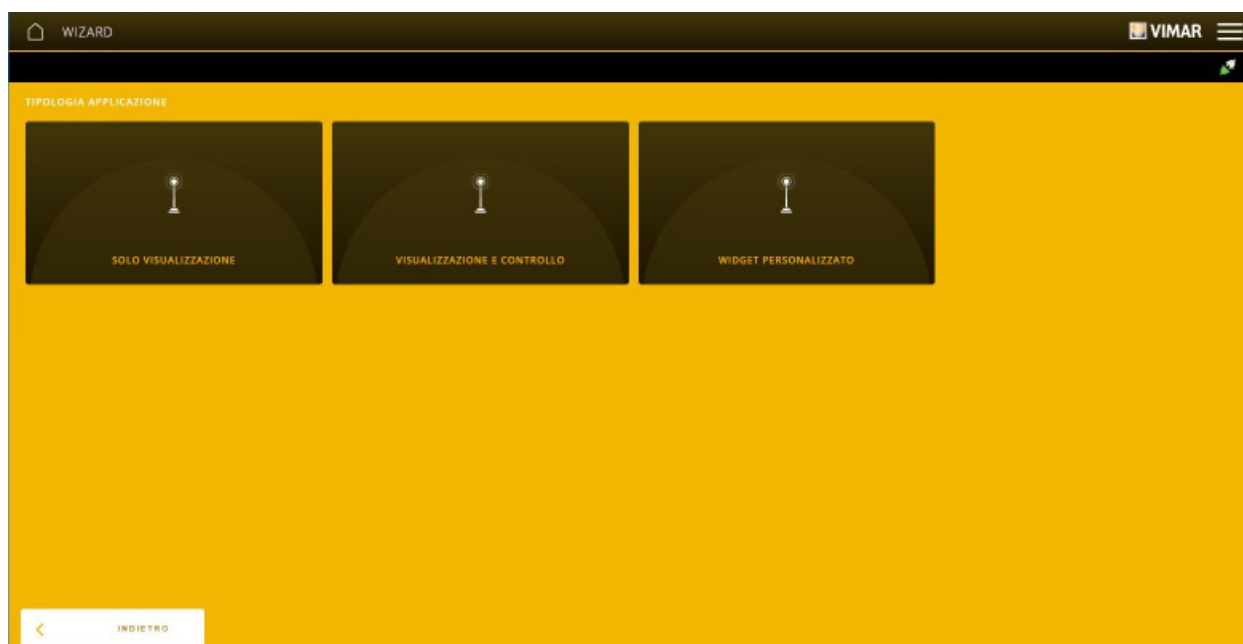 WIZARD
VIMAR
TIPOLOGIA APPLICAZIONE
SOLO VISUALIZZAZIONE
VISUALIZZAZIONE E CONTROLLO
WIDGET PERSONALIZZATO
INDIETRO